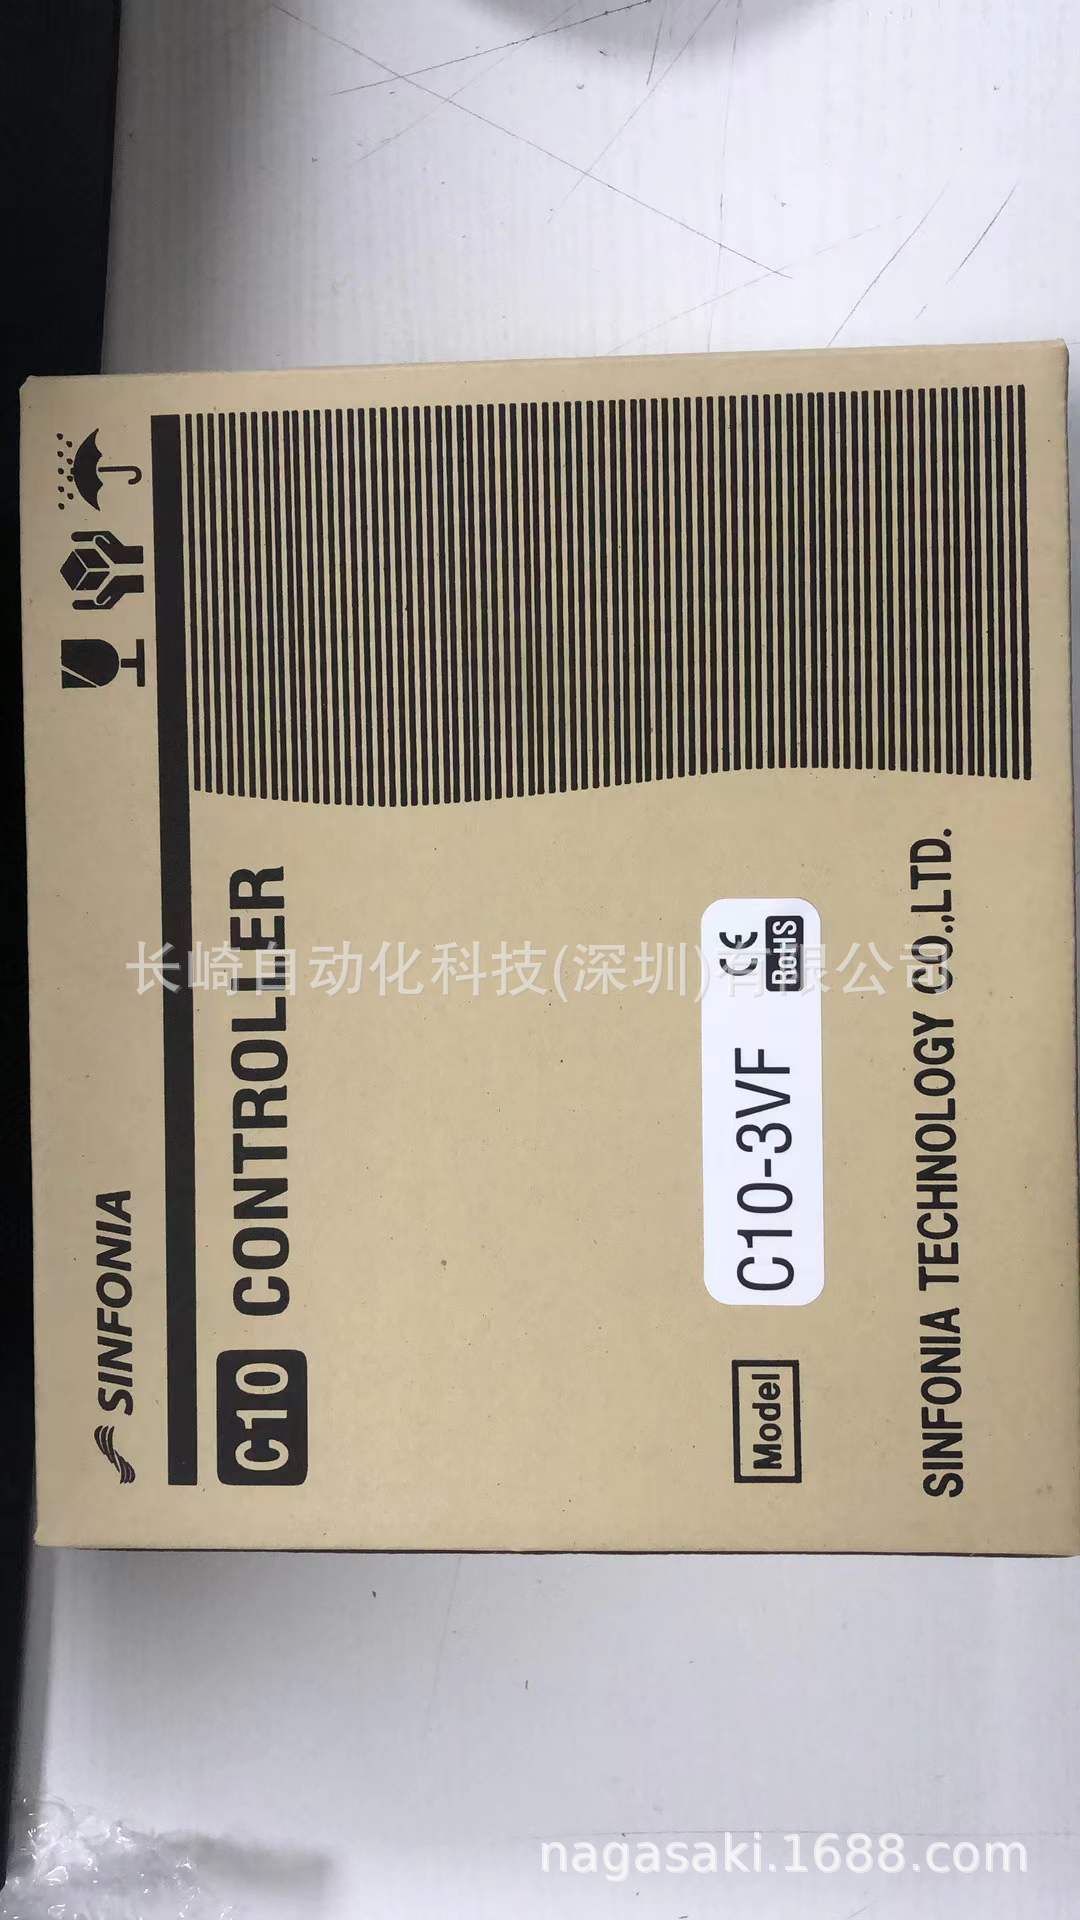 SINFONIA
C10 CONTROLLER
Model C10-3VF CE RoHS
SINFONIA TECHNOLOGY CO.,LTD.
长崎自动化科技(深圳)有限公司
nagasaki.1688.com